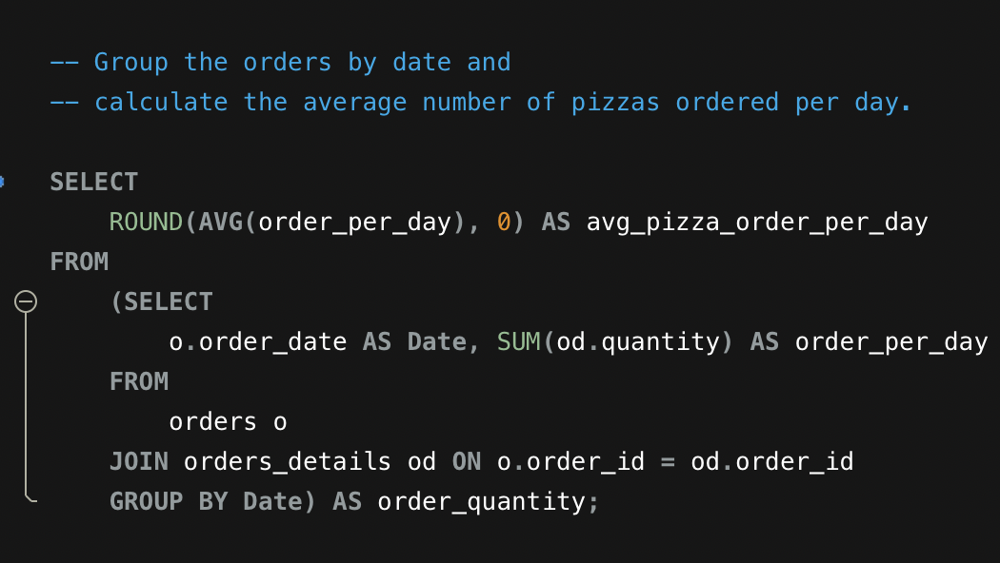 -- Group the orders by date and
-- calculate the average number of pizzas ordered per day.
SELECT
ROUND(AVG(order_per_day), 0) AS avg_pizza_order_per_day
FROM
(SELECT
o.order_date AS Date, SUM(od.quantity) AS order_per_day
FROM
orders o
JOIN orders_details od ON o.order_id = od.order_id
GROUP BY Date) AS order_quantity;